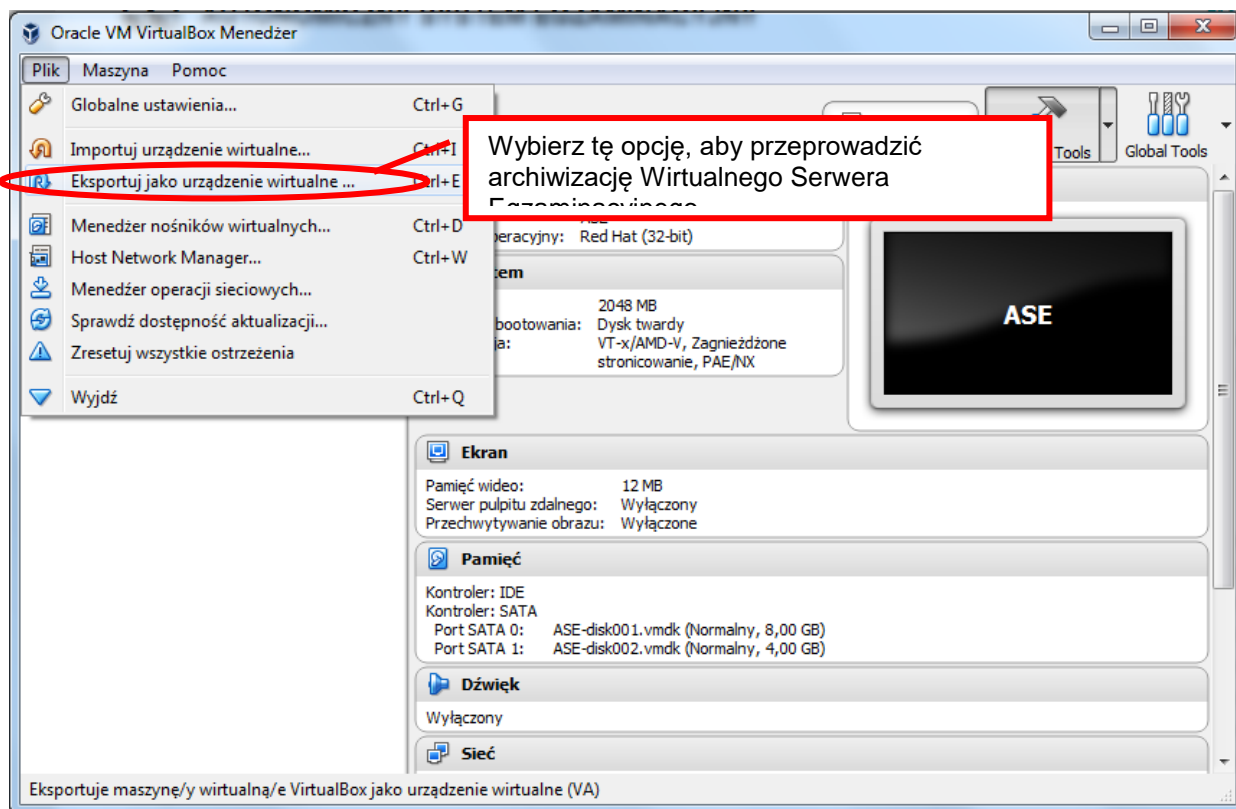 Oracle VM VirtualBox Menedżer
Plik Maszyna Pomoc
Globalne ustawienia... Ctrl+G
Importuj urządzenie wirtualne... Ctrl+I
Eksportuj jako urządzenie wirtualne ... Ctrl+E
Menedżer nośników wirtualnych... Ctrl+D
Host Network Manager... Ctrl+W
Menedżer operacji sieciowych...
Sprawdź dostępność aktualizacji...
Zresetuj wszystkie ostrzeżenia
Wyjdź Ctrl+Q
Wybierz tę opcję, aby przeprowadzić
archiwizację Wirtualnego Serwera
Tools
Global Tools
Red Hat (32-bit)
2048 MB
bootowania: Dysk twardy
VT-x/AMD-V, Zagnieżdżone
stronicowanie, PAE/NX
ASE
Ekran
Pamięć wideo: 12 MB
Serwer pulpitu zdalnego: Wyłączony
Przechwytywanie obrazu: Wyłączone
Pamięć
Kontroler: IDE
Kontroler: SATA
Port SATA 0: ASE-disk001.vmdk (Normalny, 8,00 GB)
Port SATA 1: ASE-disk002.vmdk (Normalny, 4,00 GB)
Dźwięk
Wyłączony
Sieć
Eksportuje maszynę/y wirtualną/e VirtualBox jako urządzenie wirtualne (VA)